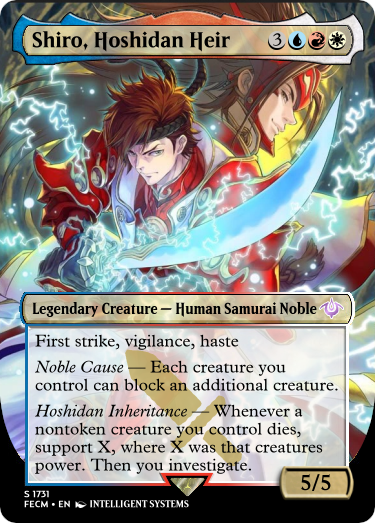 Shiro, Hoshidan Heir 3
Legendary Creature — Human Samurai Noble
First strike, vigilance, haste
Noble Cause — Each creature you
control can block an additional creature.
Hoshidan Inheritance — Whenever a
nontoken creature you control dies,
support X, where X was that creatures
power. Then you investigate.
5/5
S 1731
FECM • EN INTELLIGENT SYSTEMS